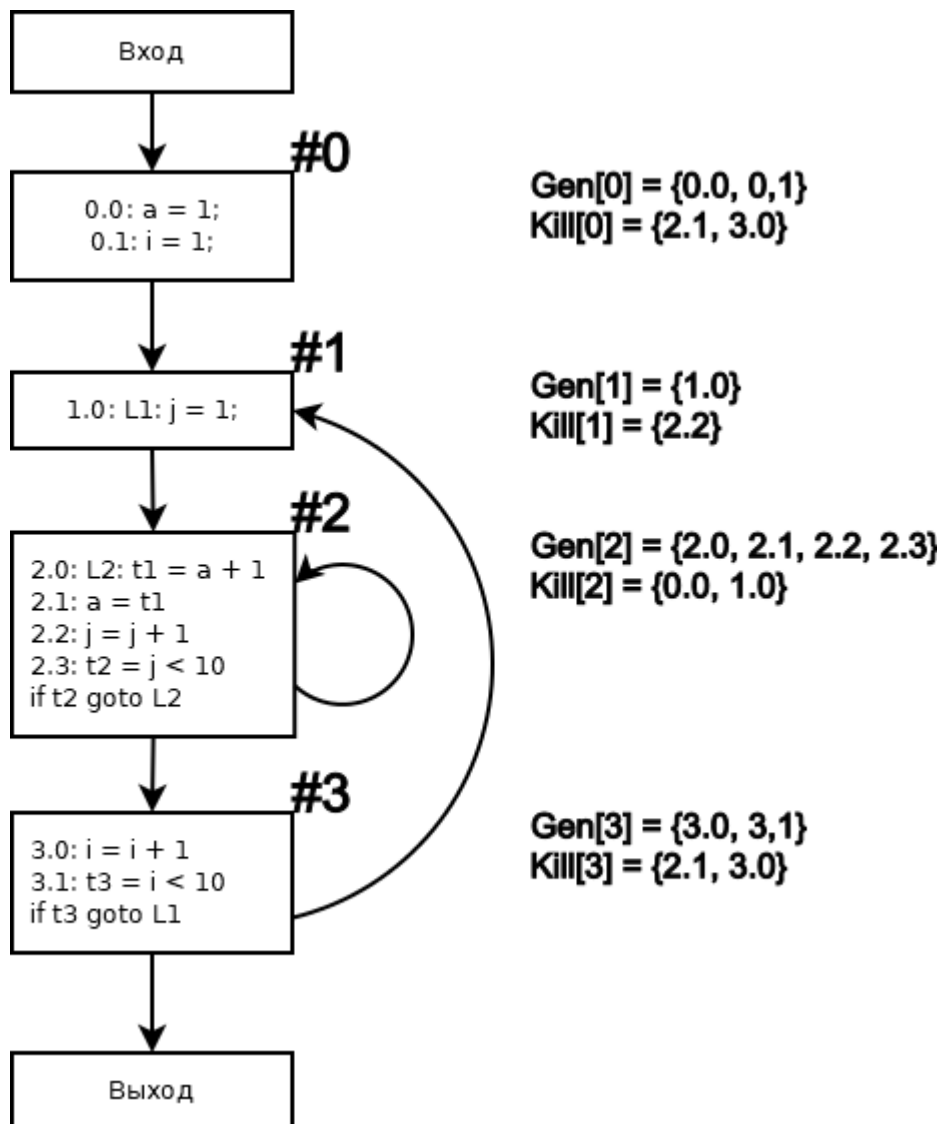 Вход
#0
0.0: a = 1;
0.1: i = 1;
Gen[0] = {0.0, 0,1}
Kill[0] = {2.1, 3.0}
#1
1.0: L1: j = 1;
Gen[1] = {1.0}
Kill[1] = {2.2}
#2
2.0: L2: t1 = a + 1
2.1: a = t1
2.2: j = j + 1
2.3: t2 = j < 10
if t2 goto L2
Gen[2] = {2.0, 2.1, 2.2, 2.3}
Kill[2] = {0.0, 1.0}
#3
3.0: i = i + 1
3.1: t3 = i < 10
if t3 goto L1
Gen[3] = {3.0, 3,1}
Kill[3] = {2.1, 3.0}
Выход